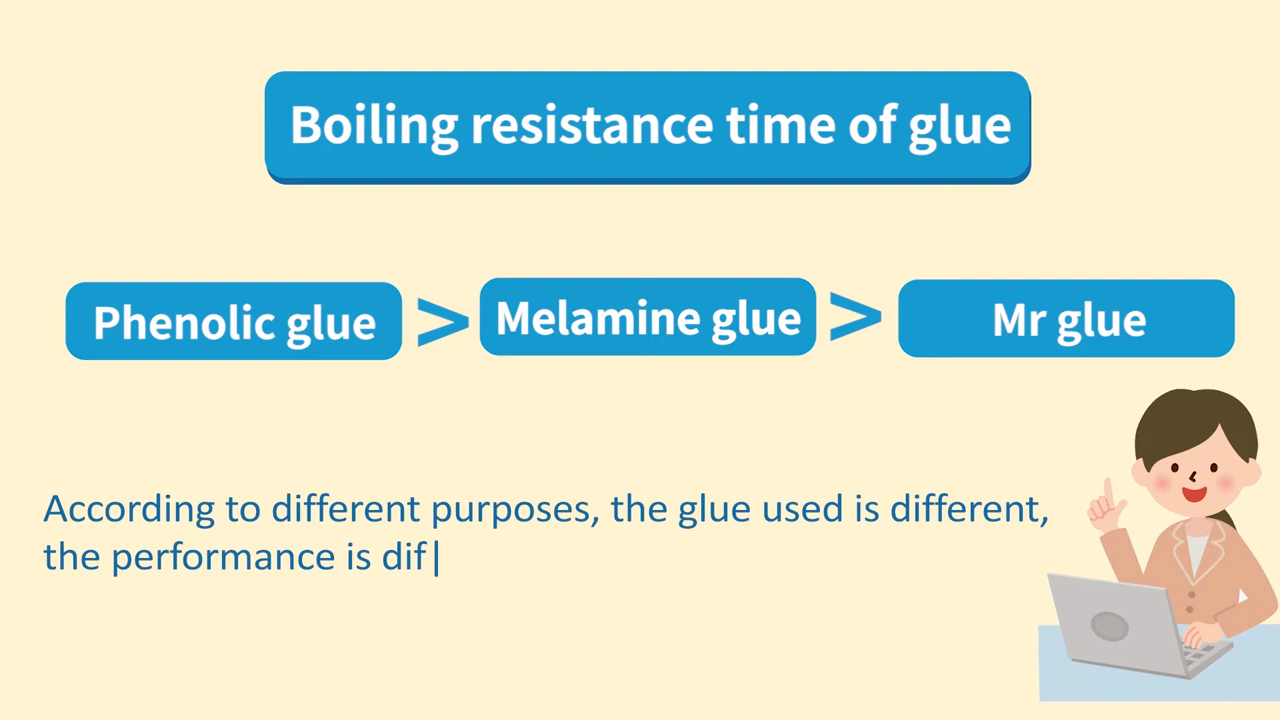 Boiling resistance time of glue
Phenolic glue > Melamine glue > Mr glue
According to different purposes, the glue used is different,
the performance is dif|